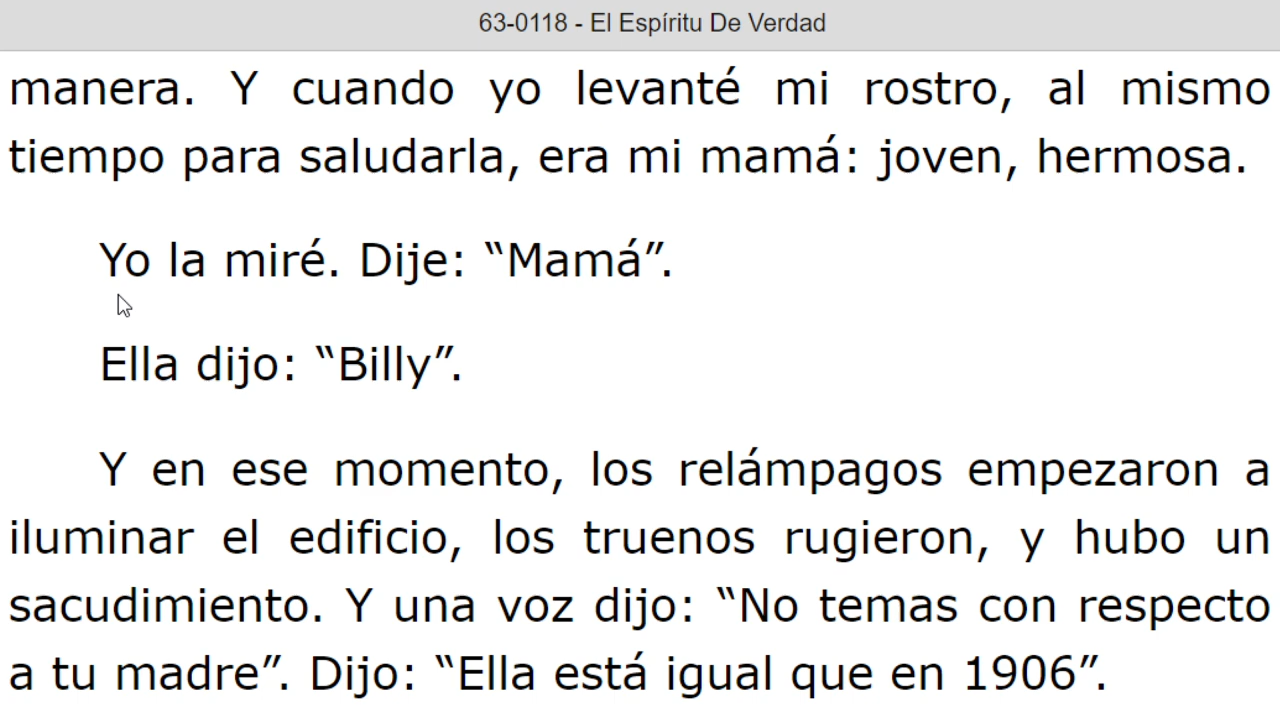 63-0118 - El Espíritu De Verdad
manera. Y cuando yo levanté mi rostro, al mismo
tiempo para saludarla, era mi mamá: joven, hermosa.
Yo la miré. Dije: “Mamá”.
Ella dijo: “Billy”.
Y en ese momento, los relámpagos empezaron a
iluminar el edificio, los truenos rugieron, y hubo un
sacudimiento. Y una voz dijo: “No temas con respecto
a tu madre”. Dijo: “Ella está igual que en 1906”.